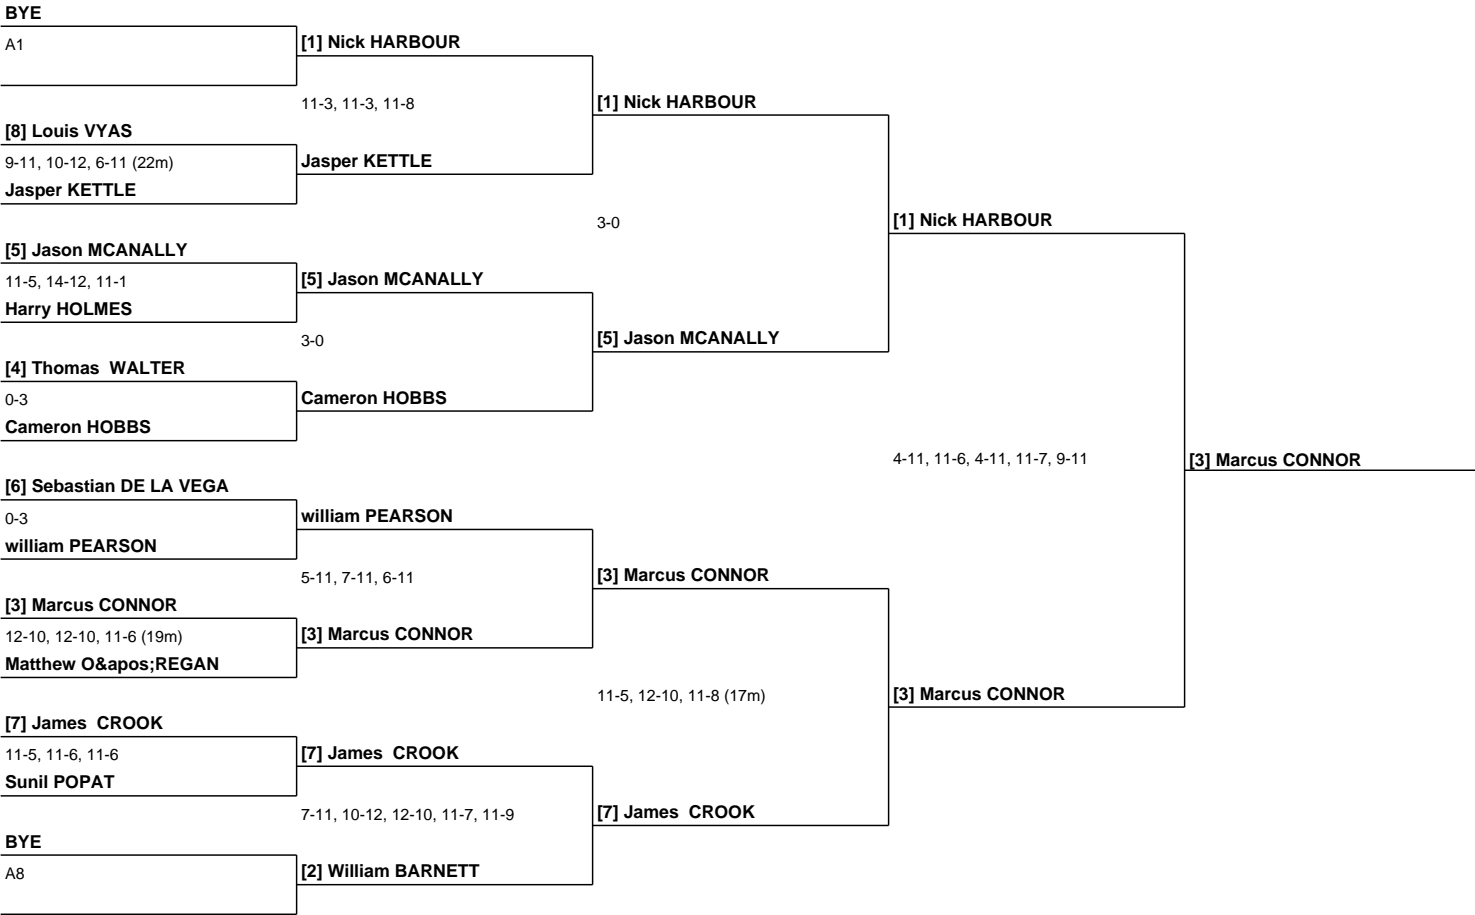 BYE
A1
[1] Nick HARBOUR
11-3, 11-3, 11-8
[1] Nick HARBOUR
[8] Louis VYAS
9-11, 10-12, 6-11 (22m)
Jasper KETTLE
Jasper KETTLE
3-0
[1] Nick HARBOUR
[5] Jason MCANALLY
11-5, 14-12, 11-1
[5] Jason MCANALLY
Harry HOLMES
3-0
[5] Jason MCANALLY
[4] Thomas  WALTER
0-3
Cameron HOBBS
Cameron HOBBS
4-11, 11-6, 4-11, 11-7, 9-11
[3] Marcus CONNOR
[6] Sebastian DE LA VEGA
0-3
william PEARSON
william PEARSON
5-11, 7-11, 6-11
[3] Marcus CONNOR
[3] Marcus CONNOR
12-10, 12-10, 11-6 (19m)
[3] Marcus CONNOR
Matthew O&apos;REGAN
11-5, 12-10, 11-8 (17m)
[3] Marcus CONNOR
[7] James  CROOK
11-5, 11-6, 11-6
[7] James  CROOK
Sunil POPAT
7-11, 10-12, 12-10, 11-7, 11-9
[7] James  CROOK
BYE
A8
[2] William BARNETT